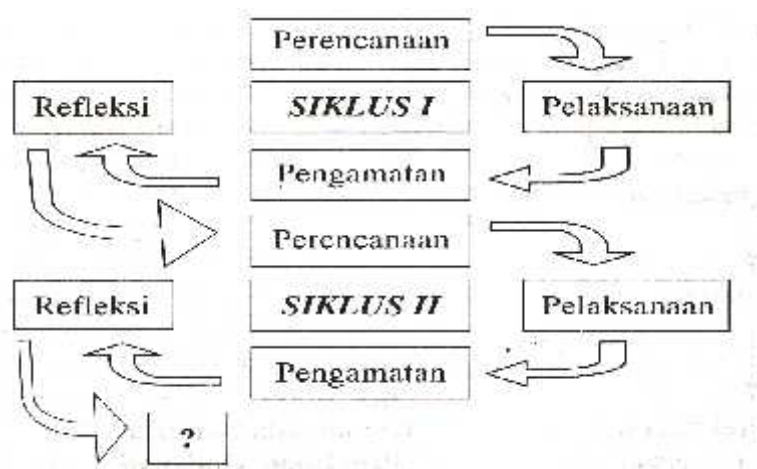 Perencanaan
Refleksi
SIKLUS I
Pelaksanaan
Pengamatan
Perencanaan
Refleksi
SIKLUS II
Pelaksanaan
Pengamatan
?